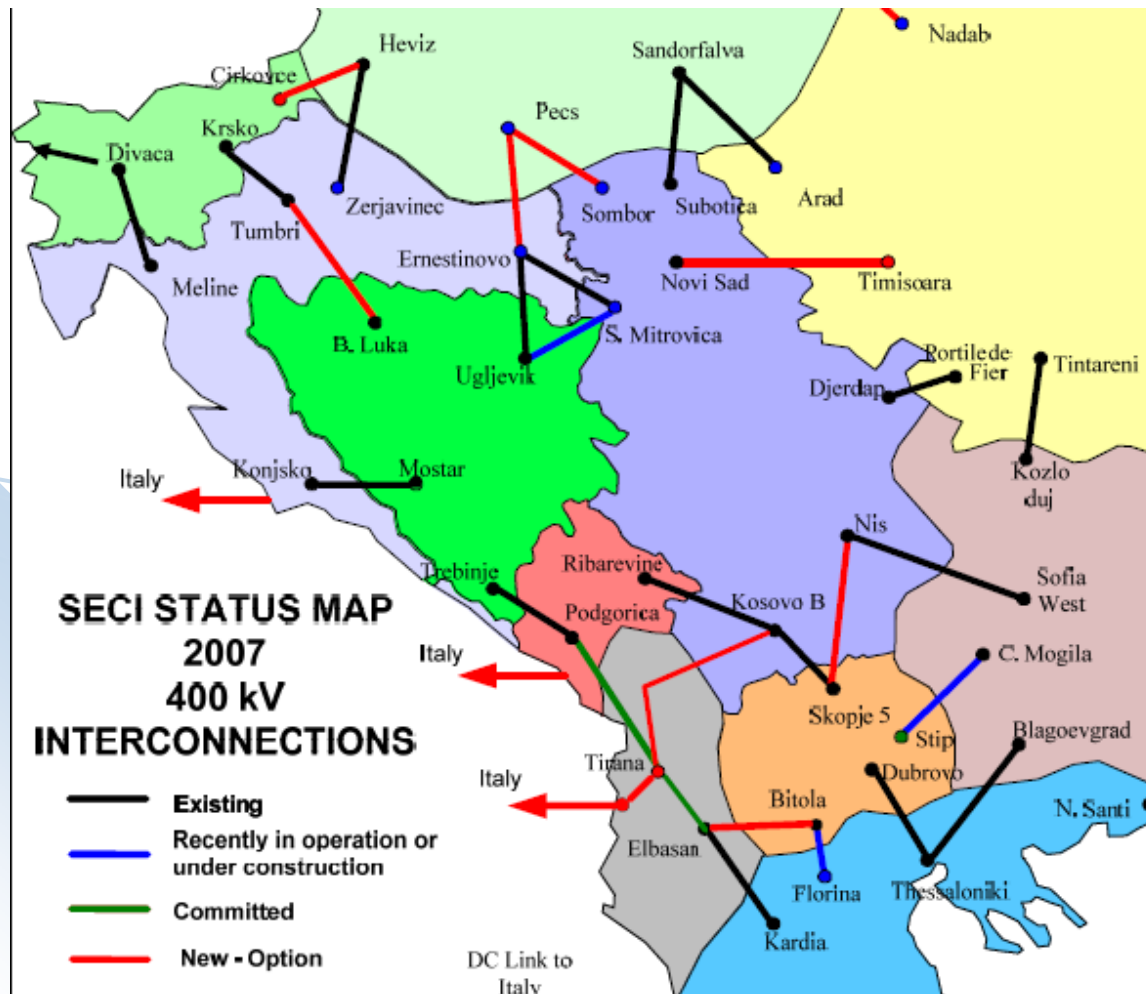 Heviz
Sandorfalva
Nadab
Cirkovce
Pecs
Krsko
Divaca
Arad
Zerjavinec
Sombor
Subotica
Tumbri
Ernestinovo
Meline
Novi Sad
Timisoara
B. Luka
S. Mitrovica
Ugljevik
Portilede
Fier
Tintareni
Djerdap
Italy
Konjsko
Mostar
Kozlo
duj
Nis
Trebinje
Ribarevine
Sofia
West
SECI STATUS MAP
2007
400 kV
INTERCONNECTIONS
Podgorica
Kosovo B
C. Mogila
Italy
Skopje 5
Stip
Blagoevgrad
Italy
Tirana
Dubrovo
Existing
Bitola
N. Santi
Recently in operation or
under construction
Elbasan
Florina
Thessaloniki
Committed
Kardia
New - Option
DC Link to
Italy